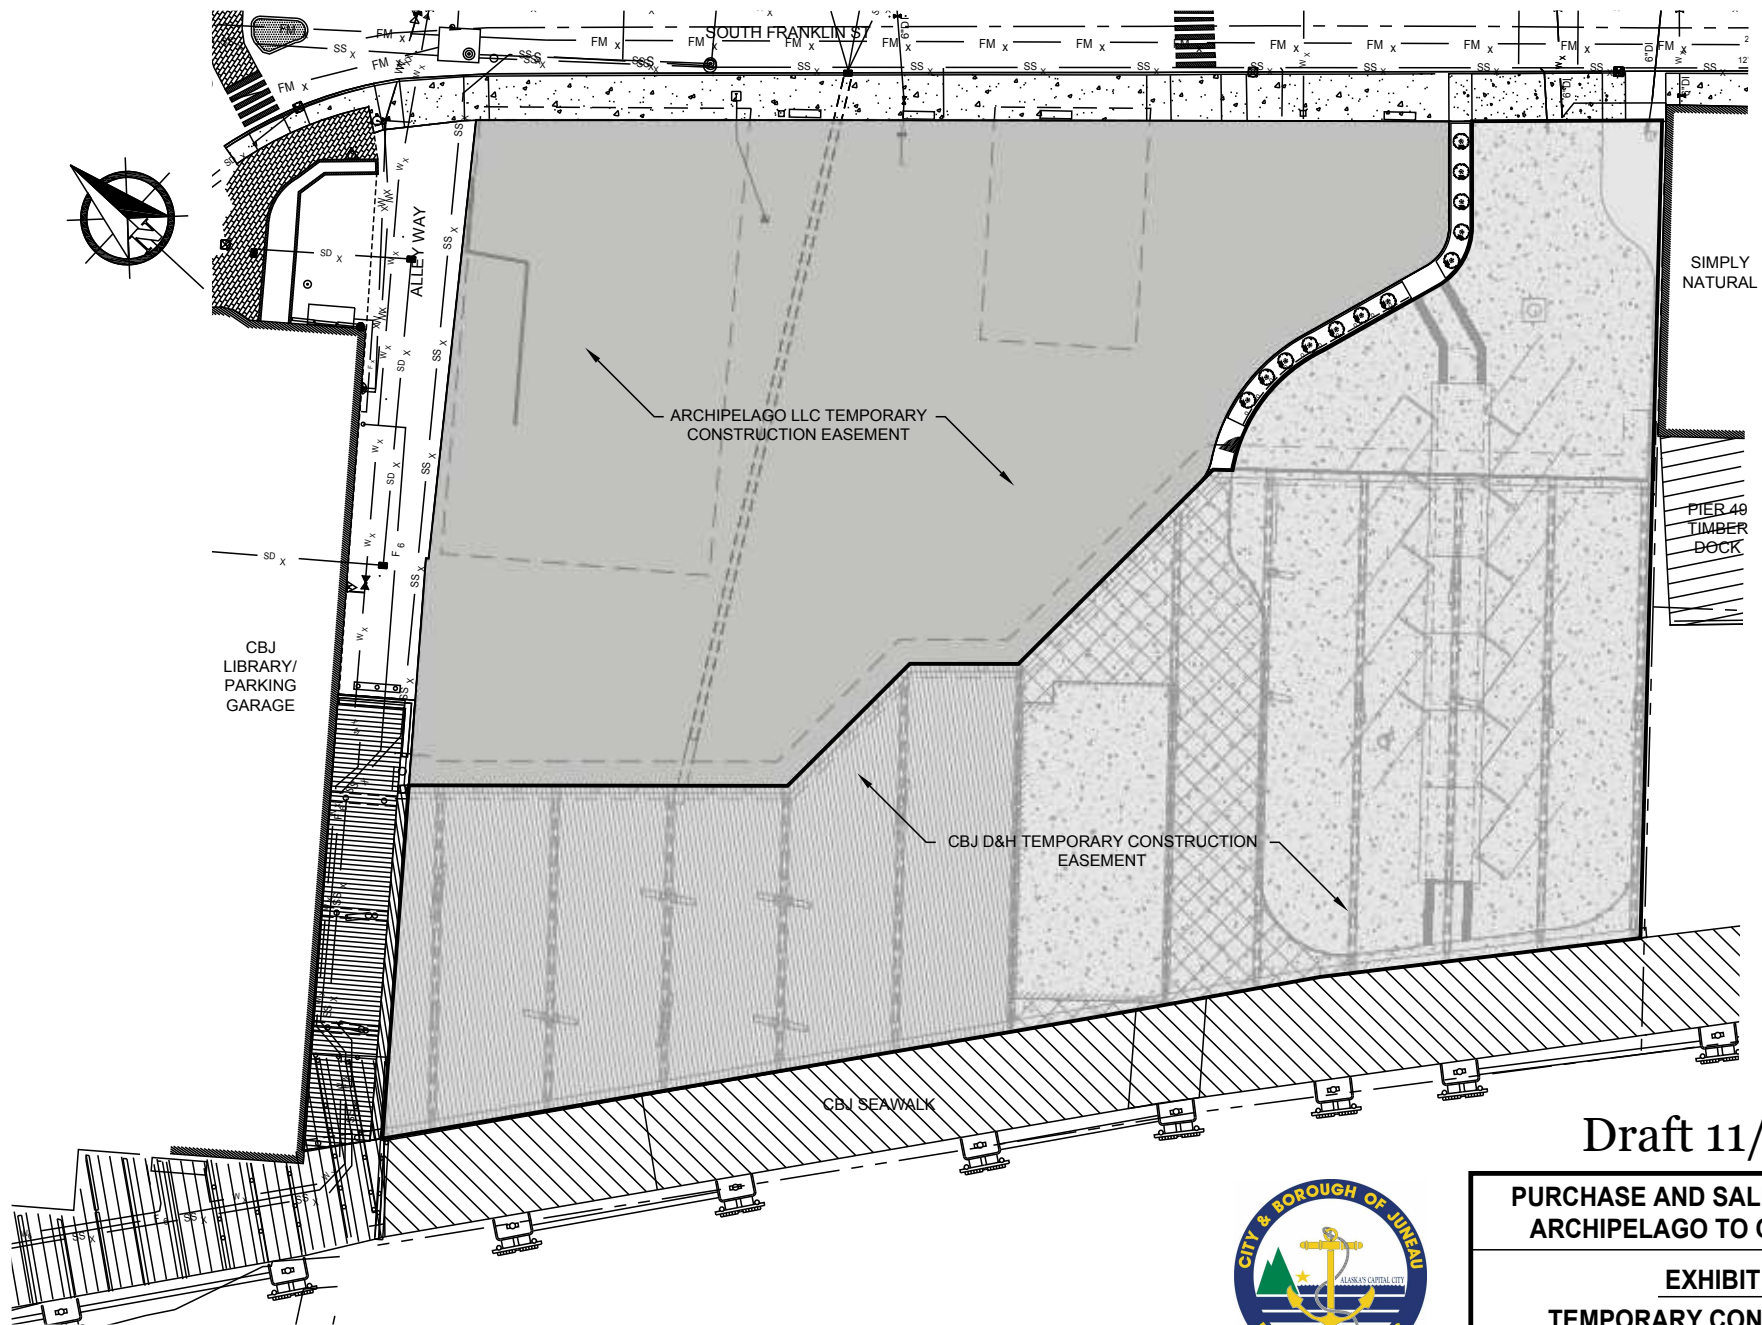 SOUTH FRANKLIN ST
ALLEY WAY
SIMPLY
NATURAL
ARCHIPELAGO LLC TEMPORARY
CONSTRUCTION EASEMENT
PIER 49
TIMBER
DOCK
CBJ
LIBRARY/
PARKING
GARAGE
CBJ D&H TEMPORARY CONSTRUCTION
EASEMENT
CBJ SEAWALK
Draft 11/
CITY & BOROUGH OF JUNEAU
ALASKA'S CAPITAL CITY
PURCHASE AND SAL
ARCHIPELAGO TO
EXHIBIT
TEMPORARY CON